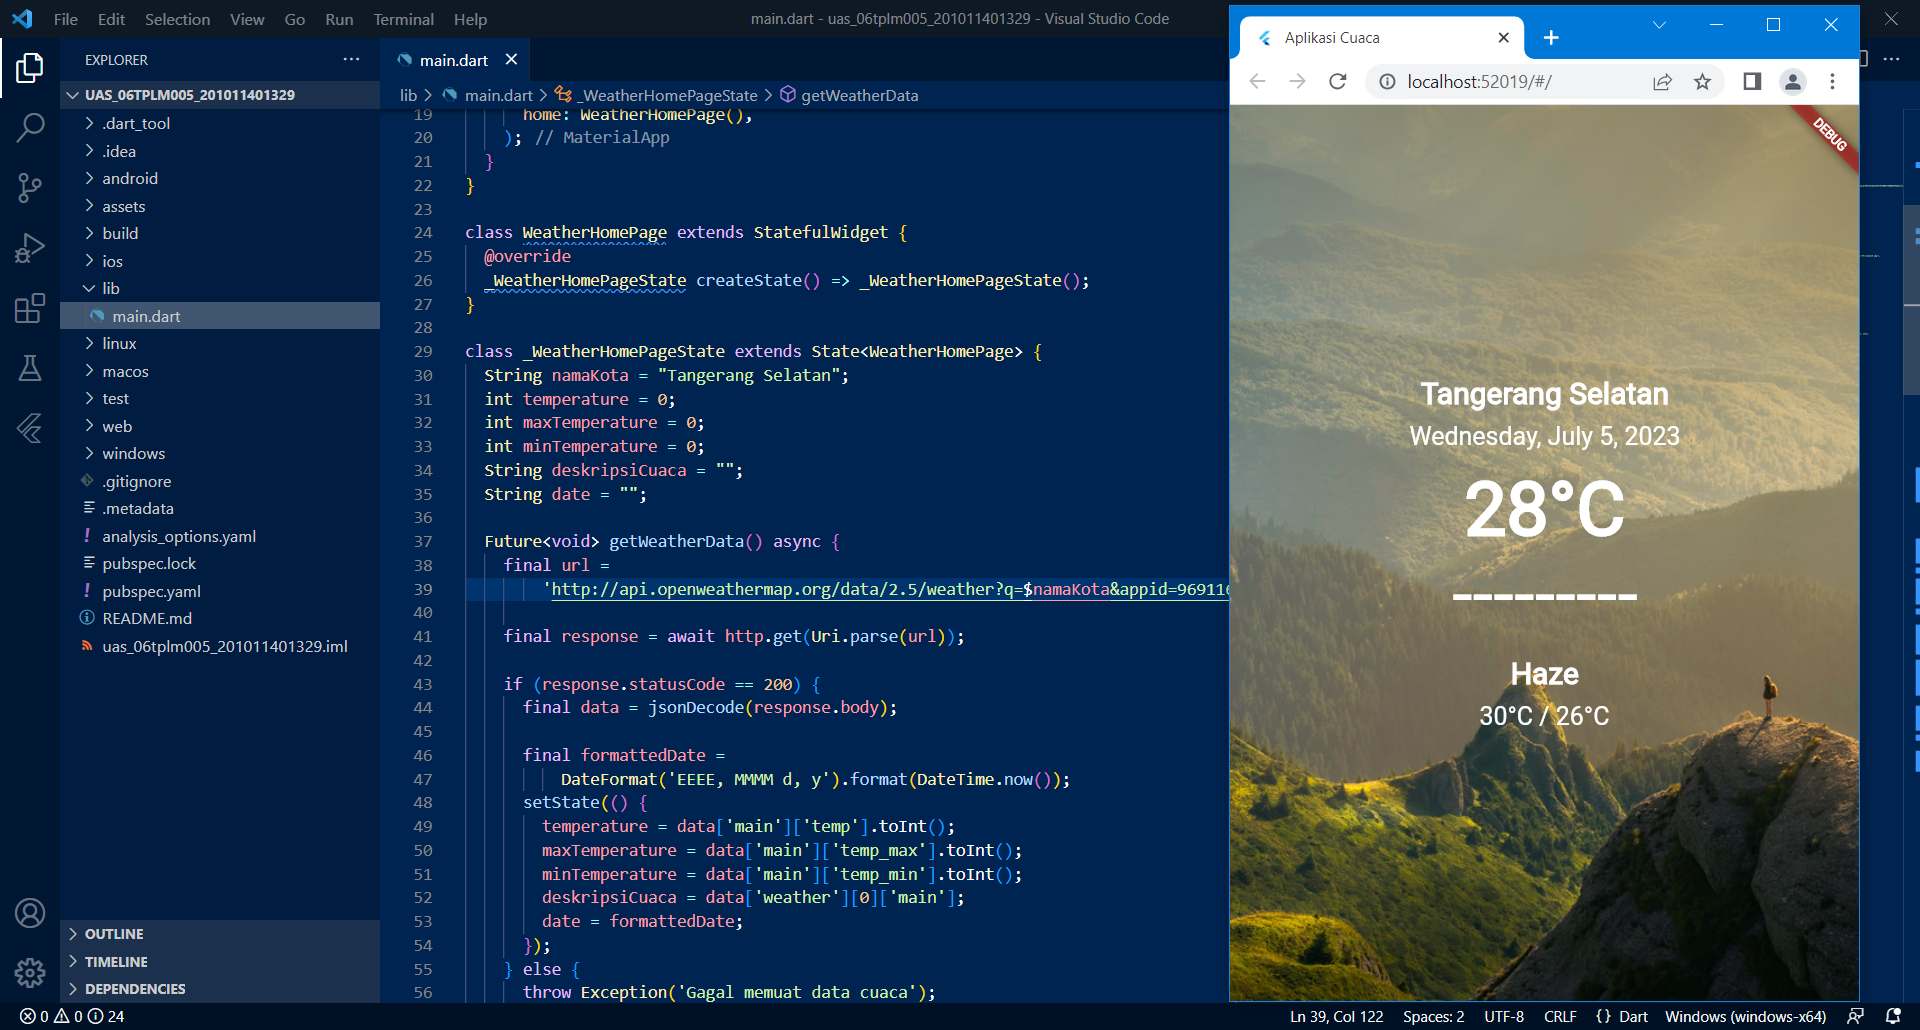 File Edit Selection View Go Run Terminal Help
main.dart - uas_06tplm005_201011401329 - Visual Studio Code
EXPLORER
UAS_06TPLM005_201011401329
.dart_tool
.idea
android
assets
build
ios
lib
main.dart
linux
macos
test
web
windows
.gitignore
.metadata
analysis_options.yaml
pubspec.lock
pubspec.yaml
README.md
uas_06tplm005_201011401329.iml
OUTLINE
TIMELINE
DEPENDENCIES
main.dart
lib > main.dart > _WeatherHomePageState > getWeatherData
19 home: WeatherHomePage(),
20 ); // MaterialApp
21 }
22 }
23
24 class WeatherHomePage extends StatefulWidget {
25 @override
26 _WeatherHomePageState createState() => _WeatherHomePageState();
27 }
28
29 class _WeatherHomePageState extends State<WeatherHomePage> {
30 String namaKota = "Tangerang Selatan";
31 int temperature = 0;
32 int maxTemperature = 0;
33 int minTemperature = 0;
34 String deskripsiCuaca = "";
35 String date = "";
36
37 Future<void> getWeatherData() async {
38 final url =
39 'http://api.openweathermap.org/data/2.5/weather?q=$namaKota&appid=969116
40
41 final response = await http.get(Uri.parse(url));
42
43 if (response.statusCode == 200) {
44 final data = jsonDecode(response.body);
45
46 final formattedDate =
47 DateFormat('EEEE, MMMM d, y').format(DateTime.now());
48 setState(() {
49 temperature = data['main']['temp'].toInt();
50 maxTemperature = data['main']['temp_max'].toInt();
51 minTemperature = data['main']['temp_min'].toInt();
52 deskripsiCuaca = data['weather'][0]['main'];
53 date = formattedDate;
54 });
55 } else {
56 throw Exception('Gagal memuat data cuaca');
Aplikasi Cuaca
localhost:52019/#/
DEBUG
Tangerang Selatan
Wednesday, July 5, 2023
28°C
_________
Haze
30°C / 26°C
0 0 24
Ln 39, Col 122 Spaces: 2 UTF-8 CRLF {} Dart Windows (windows-x64)